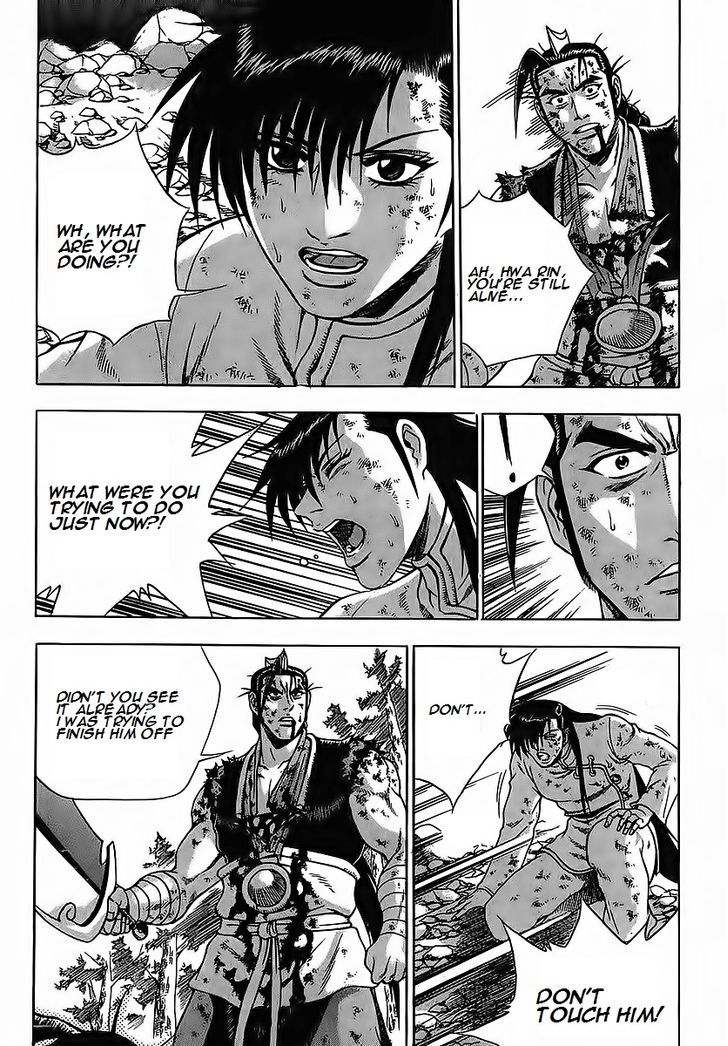 WH, WHAT
ARE YOU
DOING?!
AH, HWA RIN,
YOU'RE STILL
ALIVE...
WHAT WERE YOU
TRYING TO DO
JUST NOW?!
!
DIDN'T YOU SEE
IT ALREADY?
I WAS TRYING TO
FINISH HIM OFF
DON'T...
DON'T
TOUCH HIM!